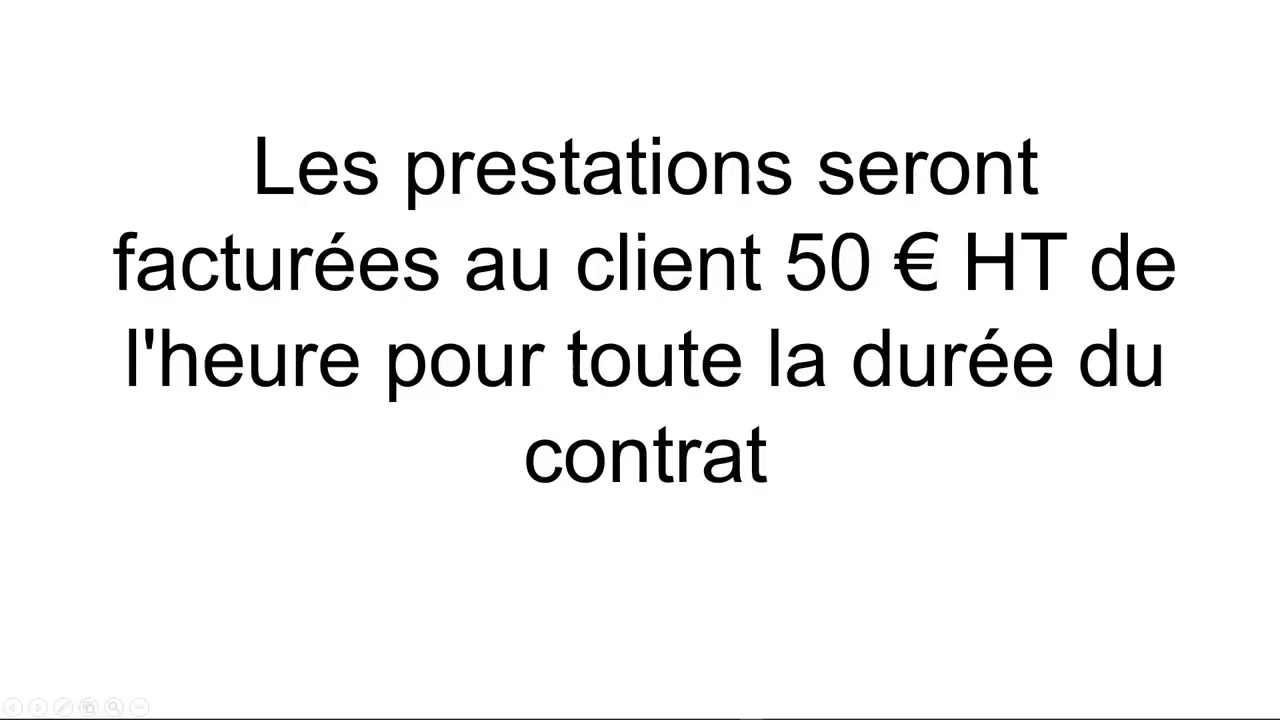 Les prestations seront
facturées au client 50 € HT de
l'heure pour toute la durée du
contrat